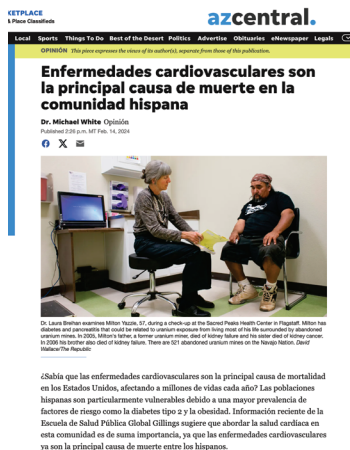 KETPLACE
& Place Classifieds
azcentral.
Local Sports Things To Do Best of the Desert Politics Advertise Obituaries eNewspaper Legals
OPINIÓN This piece expresses the views of its author(s), separate from those of this publication.
Enfermedades cardiovasculares son
la principal causa de muerte en la
comunidad hispana
Dr. Michael White Opinión
Published 2:26 p.m. MT Feb. 14, 2024
Dr. Laura Breihan examines Milton Yazzie, 57, during a check-up at the Sacred Peaks Health Center in Flagstaff. Milton has
diabetes and pancreatitis that could be related to uranium exposure from living most of his life surrounded by abandoned
uranium mines. In 2005, Milton's father, a former uranium miner, died of kidney failure and his sister died of kidney cancer.
In 2006 his brother also died of kidney failure. There are 521 abandoned uranium mines on the Navajo Nation. David
Wallace/The Republic
¿Sabía que las enfermedades cardiovasculares son la principal causa de mortalidad
en los Estados Unidos, afectando a millones de vidas cada año? Las poblaciones
hispanas son particularmente vulnerables debido a una mayor prevalencia de
factores de riesgo como la diabetes tipo 2 y la obesidad. Información reciente de la
Escuela de Salud Pública Global Gillings sugiere que abordar la salud cardiaca en
esta comunidad es de suma importancia, ya que las enfermedades cardiovasculares
ya son la principal causa de muerte entre los hispanos.